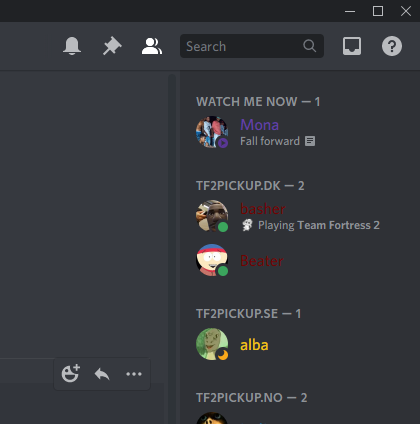 Search
WATCH ME NOW — 1
Mona
Fall forward
TF2PICKUP.DK — 2
basher
Playing Team Fortress 2
Beater
TF2PICKUP.SE — 1
alba
TF2PICKUP.NO — 2